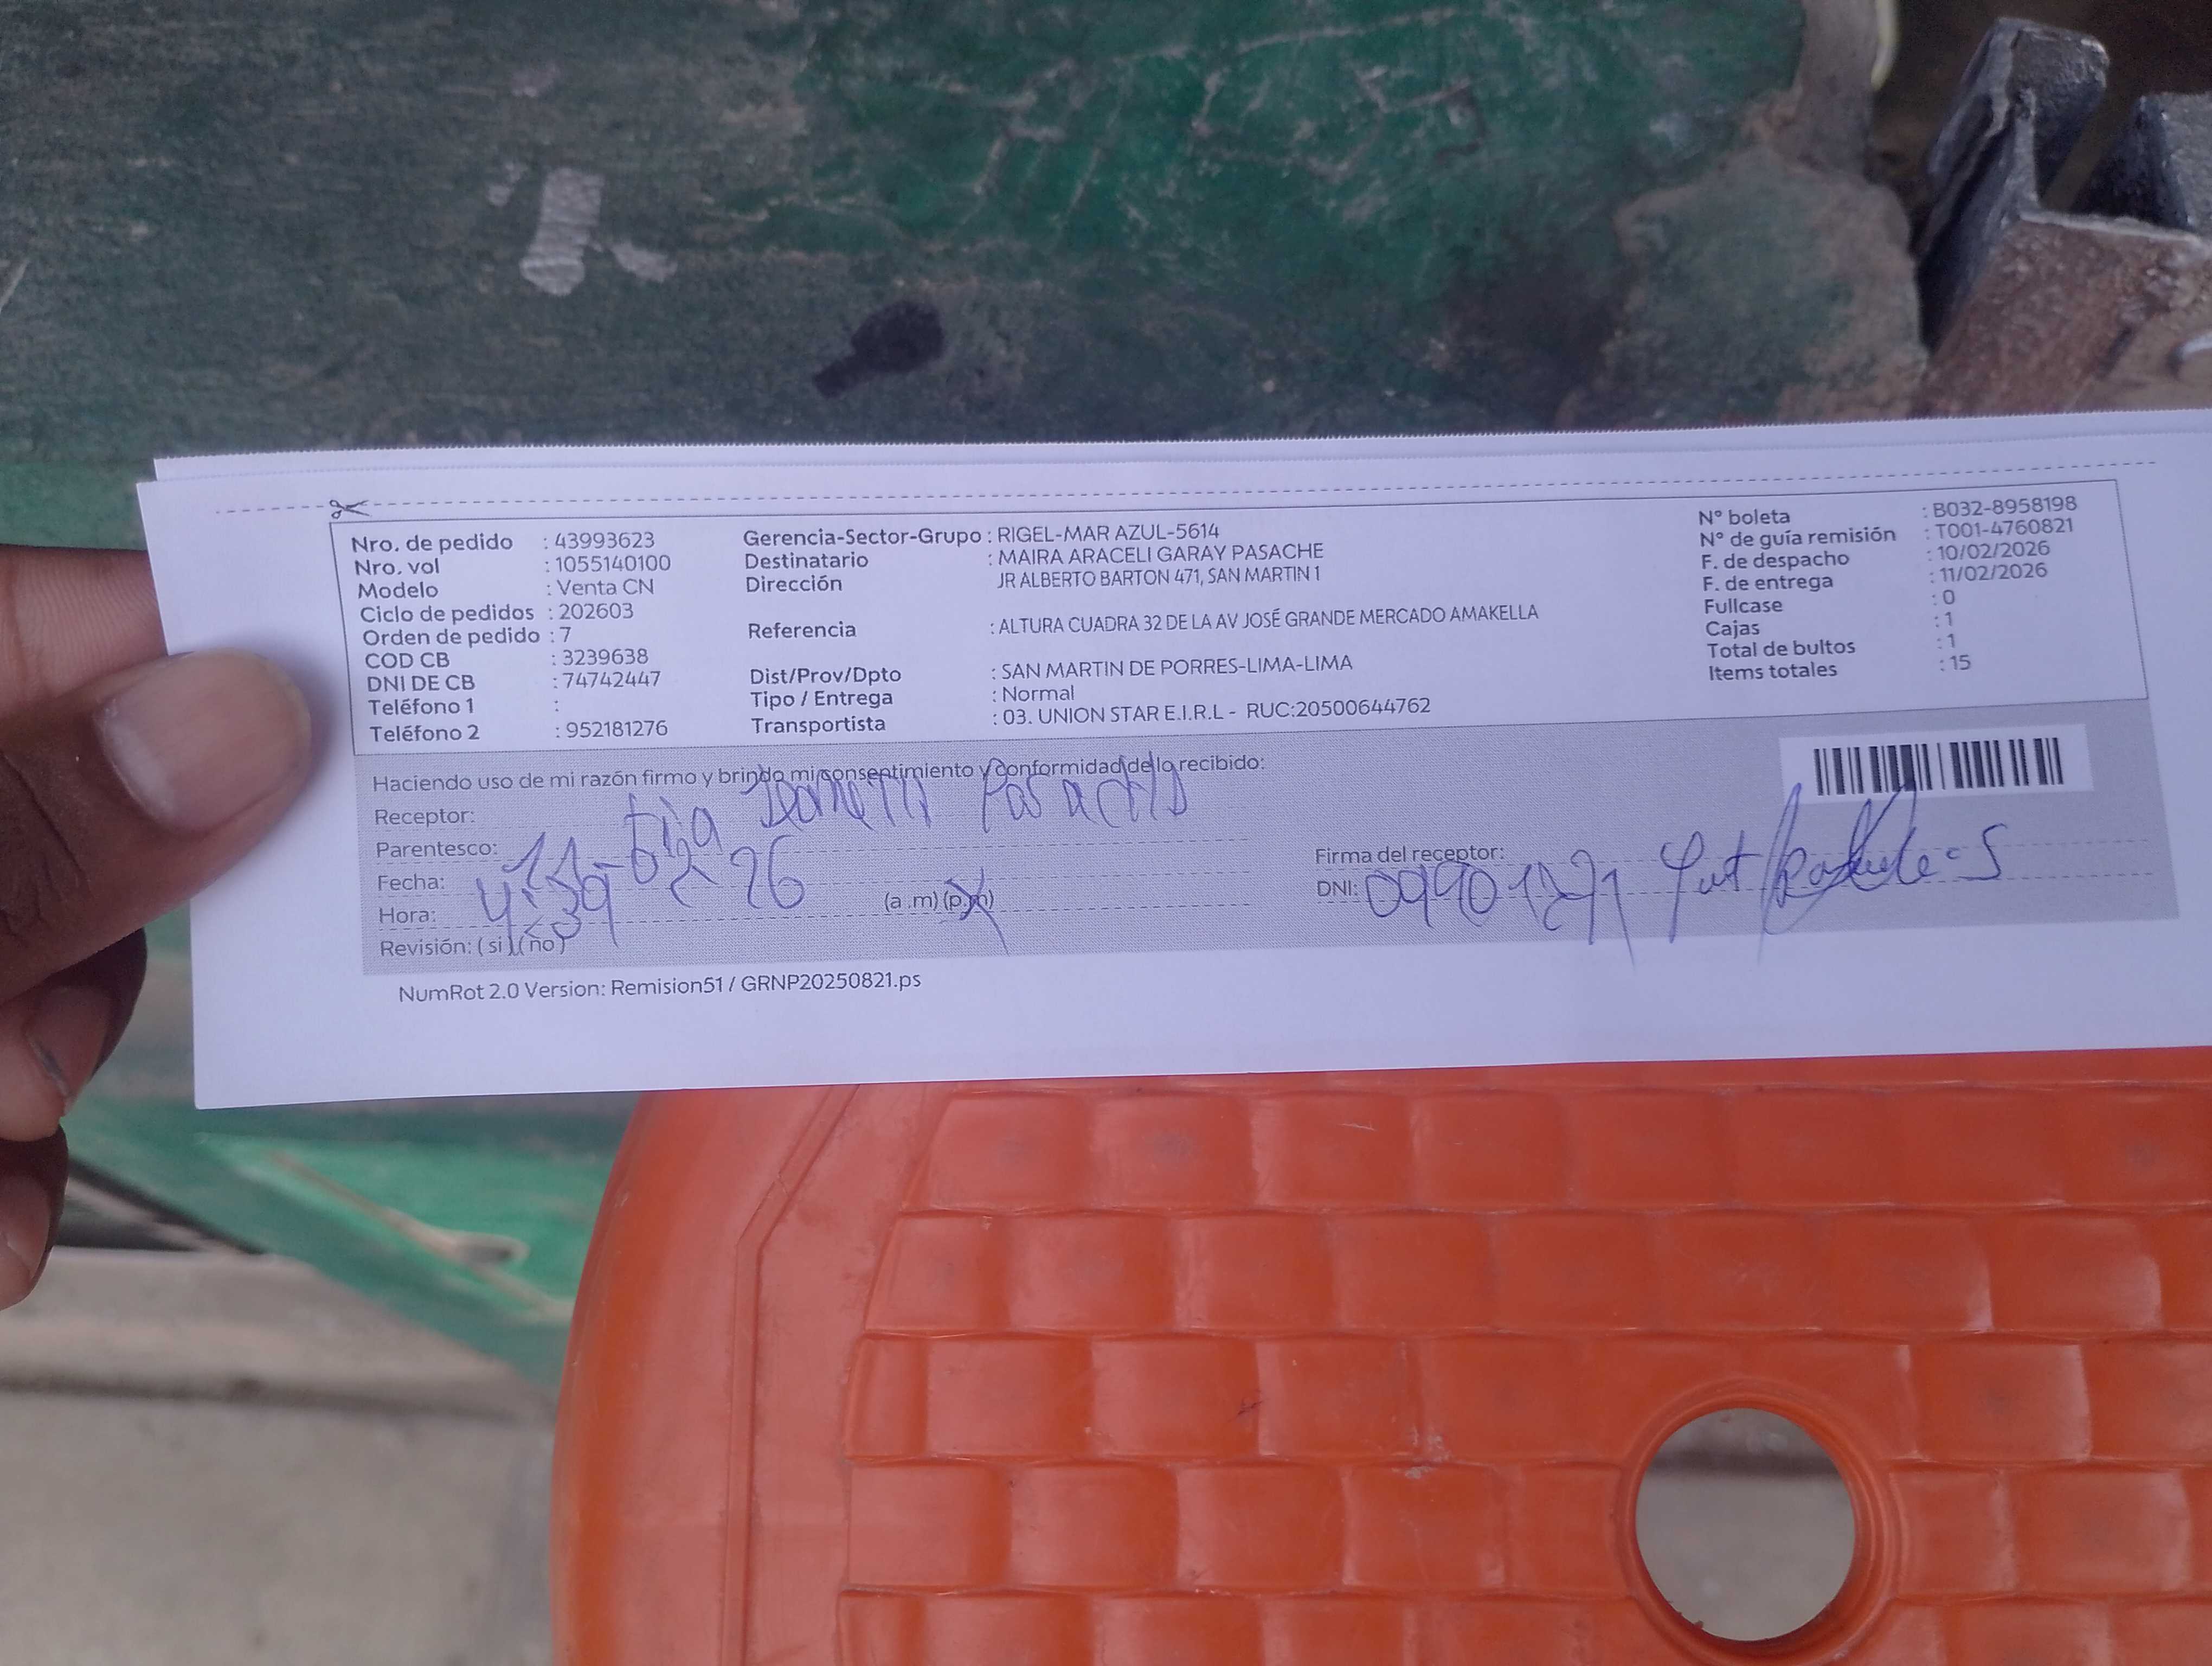 Nro. de pedido : 43993623
Nro. vol : 1055140100
Modelo : Venta CN
Ciclo de pedidos : 202603
Orden de pedido : 7
COD CB : 3239638
DNI DE CB : 74742447
Teléfono 1 :
Teléfono 2 : 952181276
Gerencia-Sector-Grupo : RIGEL-MAR AZUL-5614
Destinatario : MAIRA ARACELI GARAY PASACHE
Dirección JR ALBERTO BARTON 471, SAN MARTIN 1
Referencia : ALTURA CUADRA 32 DE LA AV JOSÉ GRANDE MERCADO AMAKELLA
Dist/Prov/Dpto : SAN MARTIN DE PORRES-LIMA-LIMA
Tipo / Entrega : Normal
Transportista : 03. UNION STAR E.I.R.L - RUC:20500644762
N° boleta : B032-8958198
N° de guía remisión : T001-4760821
F. de despacho : 10/02/2026
F. de entrega : 11/02/2026
Fullcase : 0
Cajas : 1
Total de bultos : 1
Items totales : 15
Haciendo uso de mi razón firmo y brindo mi consentimiento y conformidad de lo recibido:
Receptor:
Parentesco: tia
Fecha: 11-02-26
Hora: 4:39 (a .m) (p.m)
Revisión: ( si ) ( no )
Firma del receptor:
DNI:
NumRot 2.0 Version: Remision51 / GRNP20250821.ps